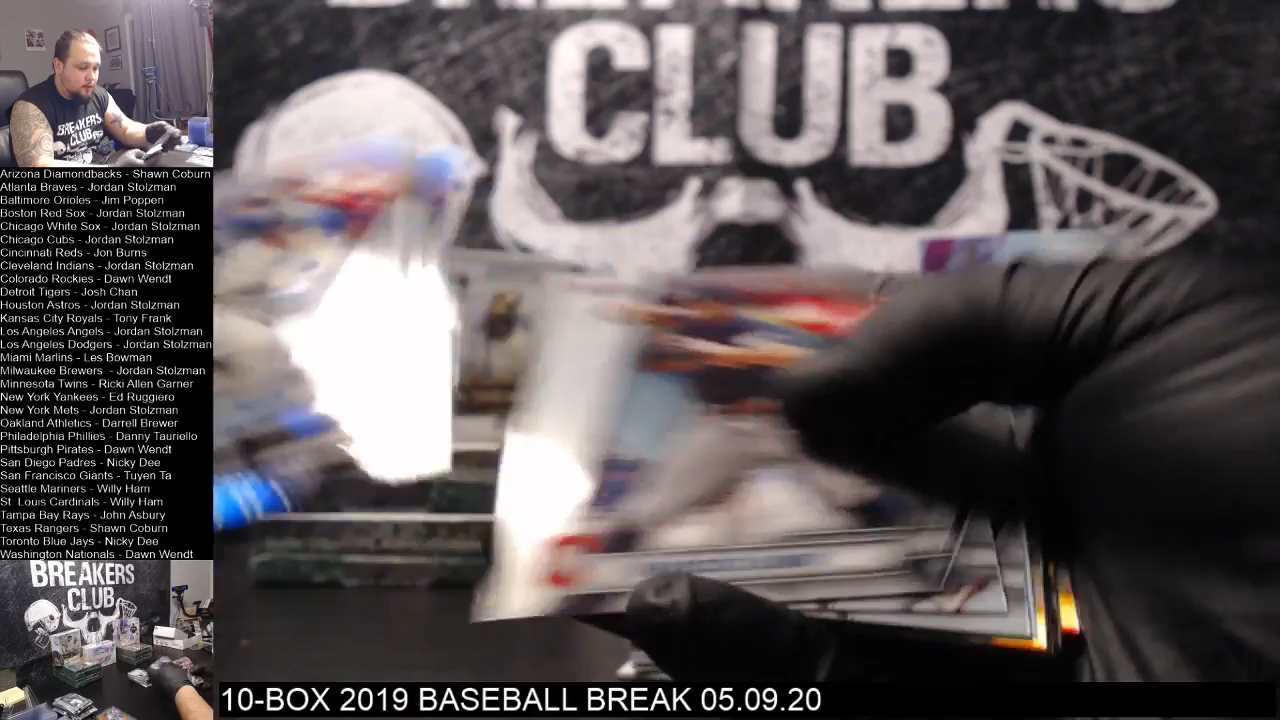 BREAKERS
CLUB
BREAKERS
CLUB
Arizona Diamondbacks - Shawn Coburn
Atlanta Braves - Jordan Stolzman
Baltimore Orioles - Jim Poppen
Boston Red Sox - Jordan Stolzman
Chicago White Sox - Jordan Stolzman
Chicago Cubs - Jordan Stolzman
Cincinnati Reds - Jon Burns
Cleveland Indians - Jordan Stolzman
Colorado Rockies - Dawn Wendt
Detroit Tigers - Josh Chan
Houston Astros - Jordan Stolzman
Kansas City Royals - Tony Frank
Los Angeles Angels - Jordan Stolzman
Los Angeles Dodgers - Jordan Stolzman
Miami Marlins - Les Bowman
Milwaukee Brewers - Jordan Stolzman
Minnesota Twins - Ricki Allen Garner
New York Yankees - Ed Ruggiero
New York Mets - Jordan Stolzman
Oakland Athletics - Darrell Brewer
Philadelphia Phillies - Danny Tauriello
Pittsburgh Pirates - Dawn Wendt
San Diego Padres - Nicky Dee
San Francisco Giants - Tuyen Ta
Seattle Mariners - Willy Ham
St. Louis Cardinals - Willy Ham
Tampa Bay Rays - John Asbury
Texas Rangers - Shawn Coburn
Toronto Blue Jays - Nicky Dee
Washington Nationals - Dawn Wendt
BREAKERS
CLUB
10-BOX 2019 BASEBALL BREAK 05.09.20